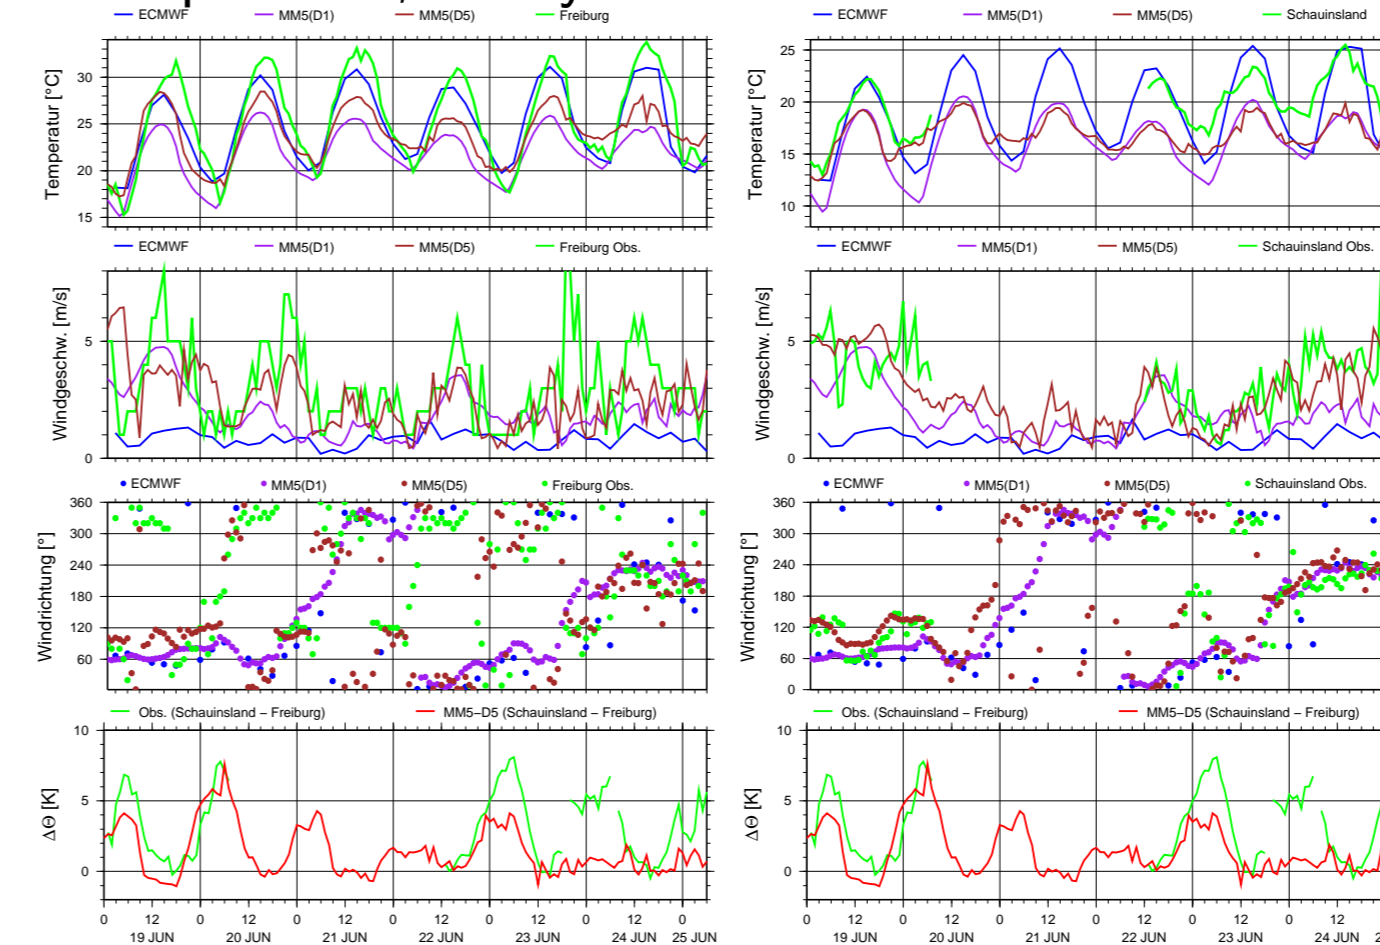 ECMWF MM5(D1) MM5(D5) Freiburg
Temperatur [°C]
30
25
20
15
ECMWF MM5(D1) MM5(D5) Freiburg Obs.
Windgeschw. [m/s]
5
0
ECMWF MM5(D1) MM5(D5) Freiburg Obs.
Windrichtung [°]
360
300
240
180
120
60
Obs. (Schauinsland – Freiburg) MM5–D5 (Schauinsland – Freiburg)
ΔΘ [K]
10
5
0
0 12 0 12 0 12 0 12 0 12 0 12 0
19 JUN 20 JUN 21 JUN 22 JUN 23 JUN 24 JUN 25 JUN
ECMWF MM5(D1) MM5(D5) Schauinsland
Temperatur [°C]
25
20
15
10
ECMWF MM5(D1) MM5(D5) Schauinsland Obs.
Windgeschw. [m/s]
5
0
ECMWF MM5(D1) MM5(D5) Schauinsland Obs.
Windrichtung [°]
360
300
240
180
120
60
0
Obs. (Schauinsland – Freiburg) MM5–D5 (Schauinsland – Freiburg)
ΔΘ [K]
10
5
0
0 12 0 12 0 12 0 12 0 12 0 12
19 JUN 20 JUN 21 JUN 22 JUN 23 JUN 24 JUN 2